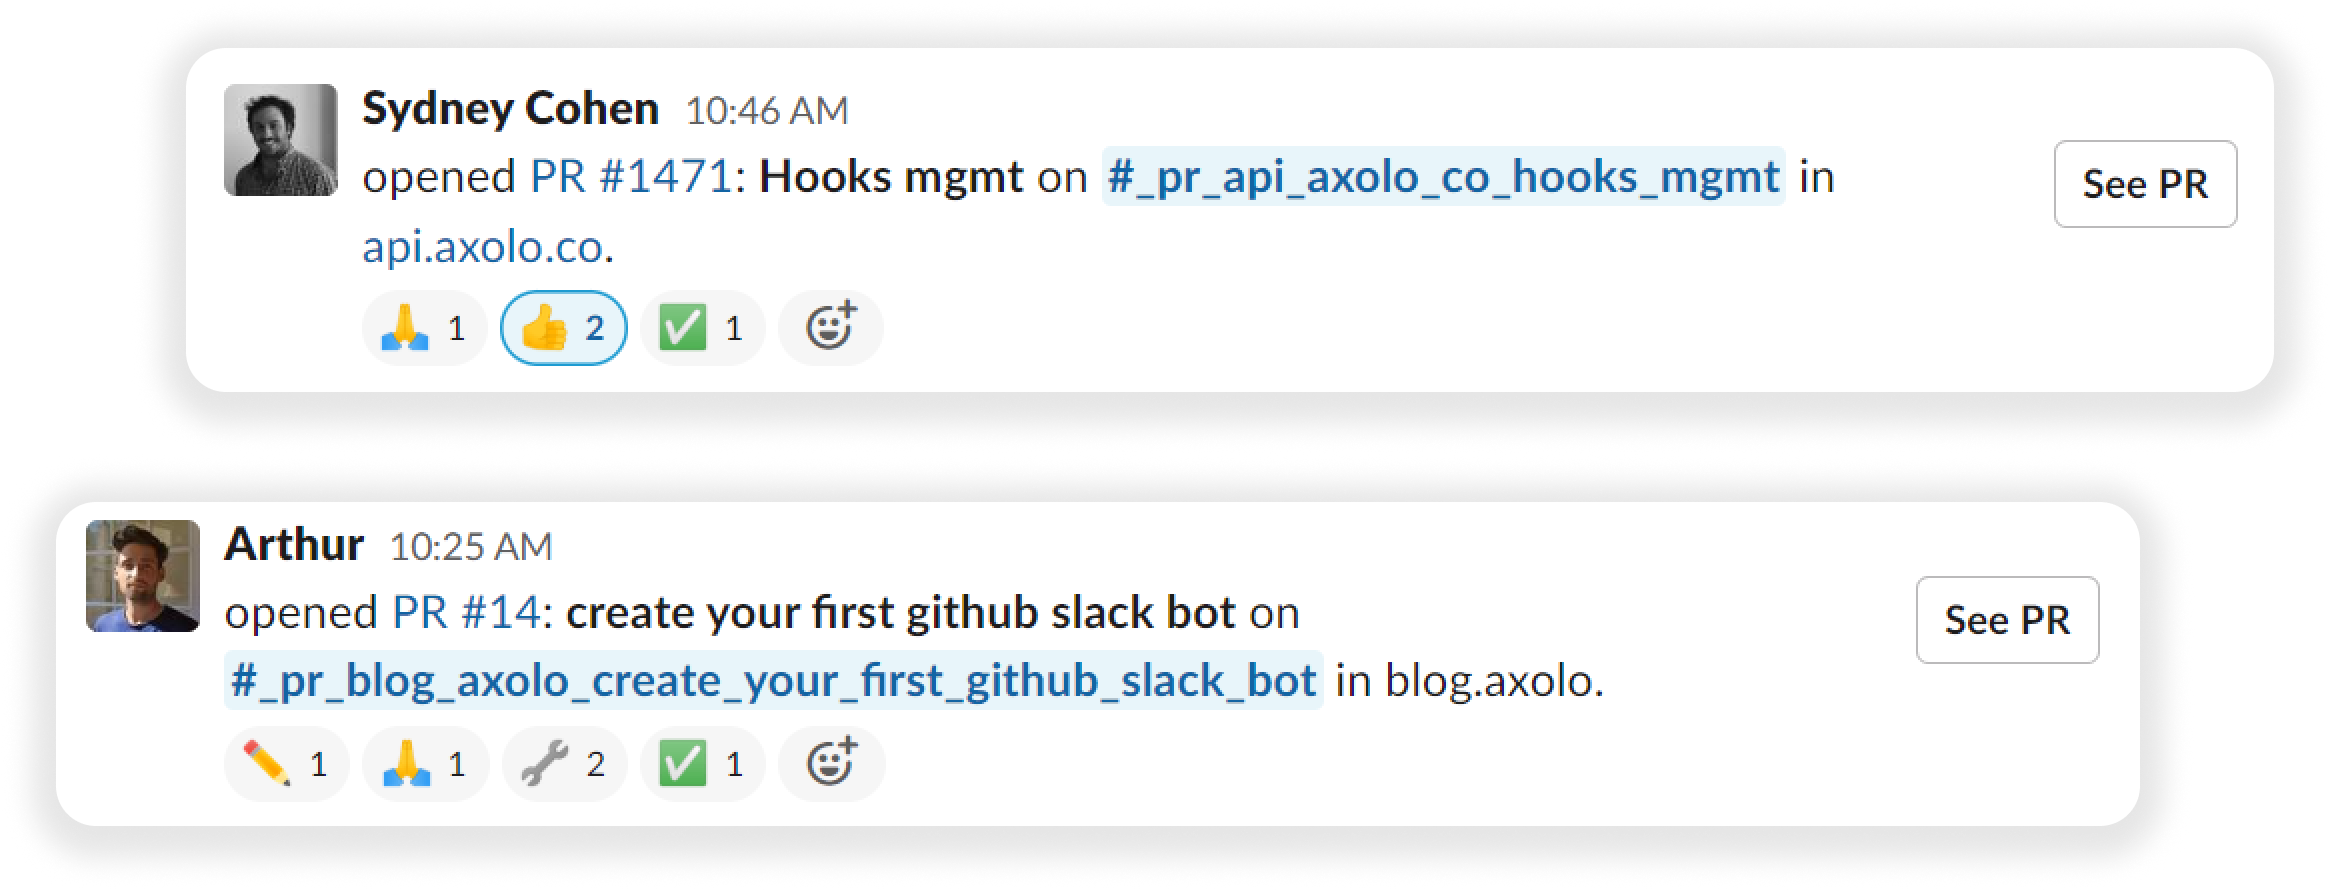 Sydney Cohen 10:46 AM
opened PR #1471: Hooks mgmt on #_pr_api_axolo_co_hooks_mgmt in
api.axolo.co.
See PR
🙏 1 👍 2 ✅ 1
Arthur 10:25 AM
opened PR #14: create your first github slack bot on
#_pr_blog_axolo_create_your_first_github_slack_bot in blog.axolo.
See PR
✏️ 1 🙏 1 🔧 2 ✅ 1